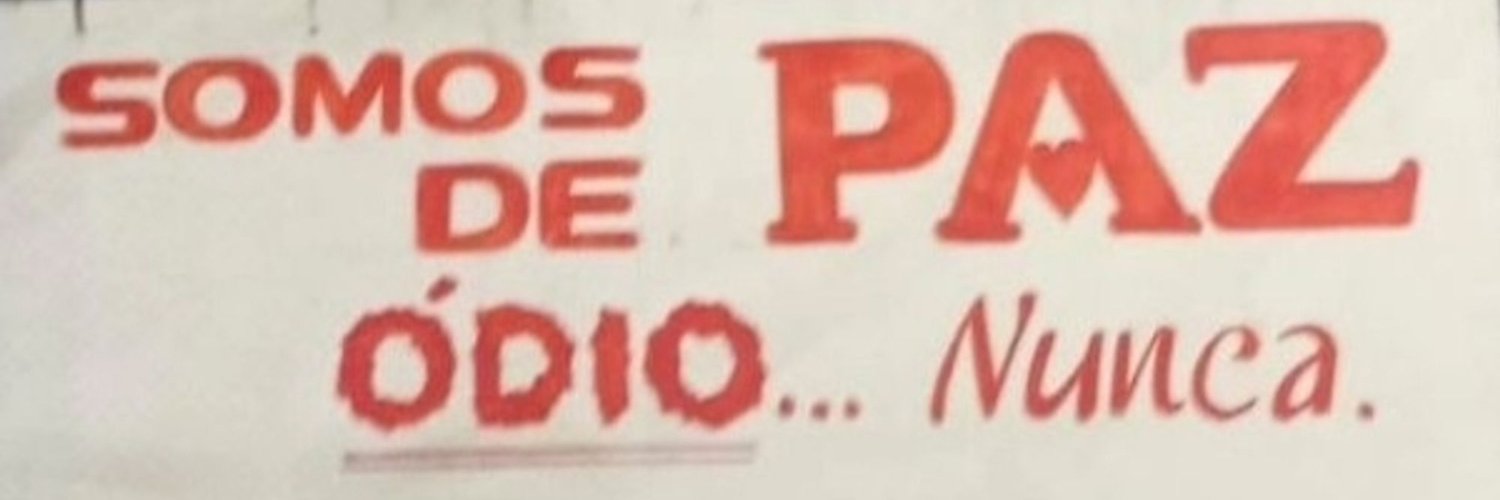 SOMOS
DE PAZ
ÓDIO... Nunca.